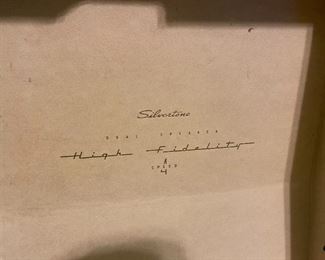 Silvertone
DUAL SPEAKER
High Fidelity
4
SPEED